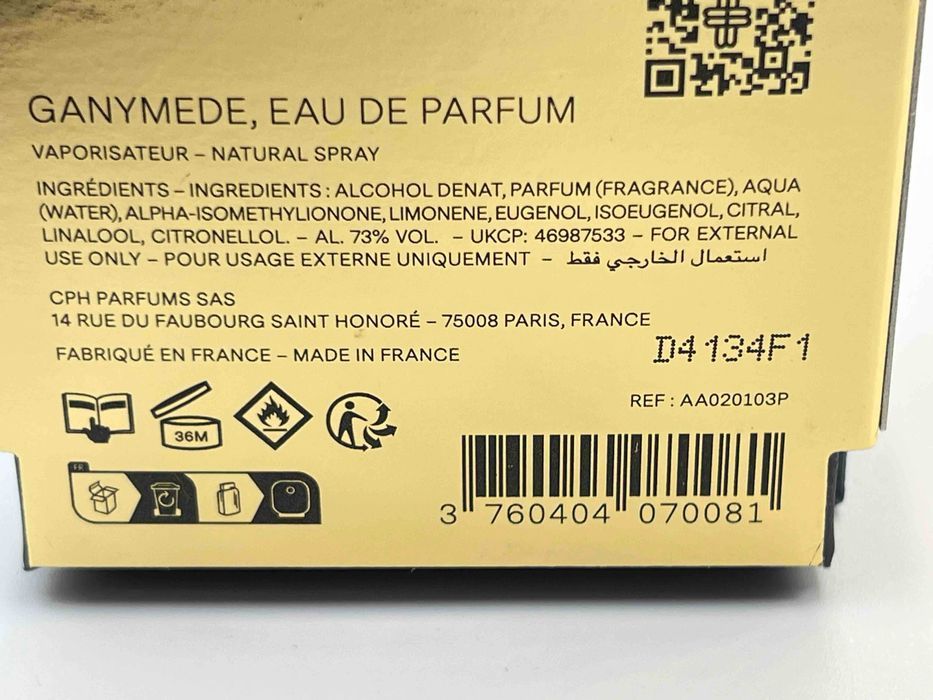 GANYMEDE, EAU DE PARFUM
VAPORISATEUR – NATURAL SPRAY
INGRÉDIENTS – INGREDIENTS : ALCOHOL DENAT, PARFUM (FRAGRANCE), AQUA
(WATER), ALPHA-ISOMETHYLIONONE, LIMONENE, EUGENOL, ISOEUGENOL, CITRAL,
LINALOOL, CITRONELLOL. – AL. 73% VOL. – UKCP: 46987533 – FOR EXTERNAL
USE ONLY – POUR USAGE EXTERNE UNIQUEMENT – استعمال الخارجي فقط
CPH PARFUMS SAS
14 RUE DU FAUBOURG SAINT HONORÉ – 75008 PARIS, FRANCE
FABRIQUÉ EN FRANCE – MADE IN FRANCE
D4134F1
REF : AA020103P
36M
FR
3 760404 070081